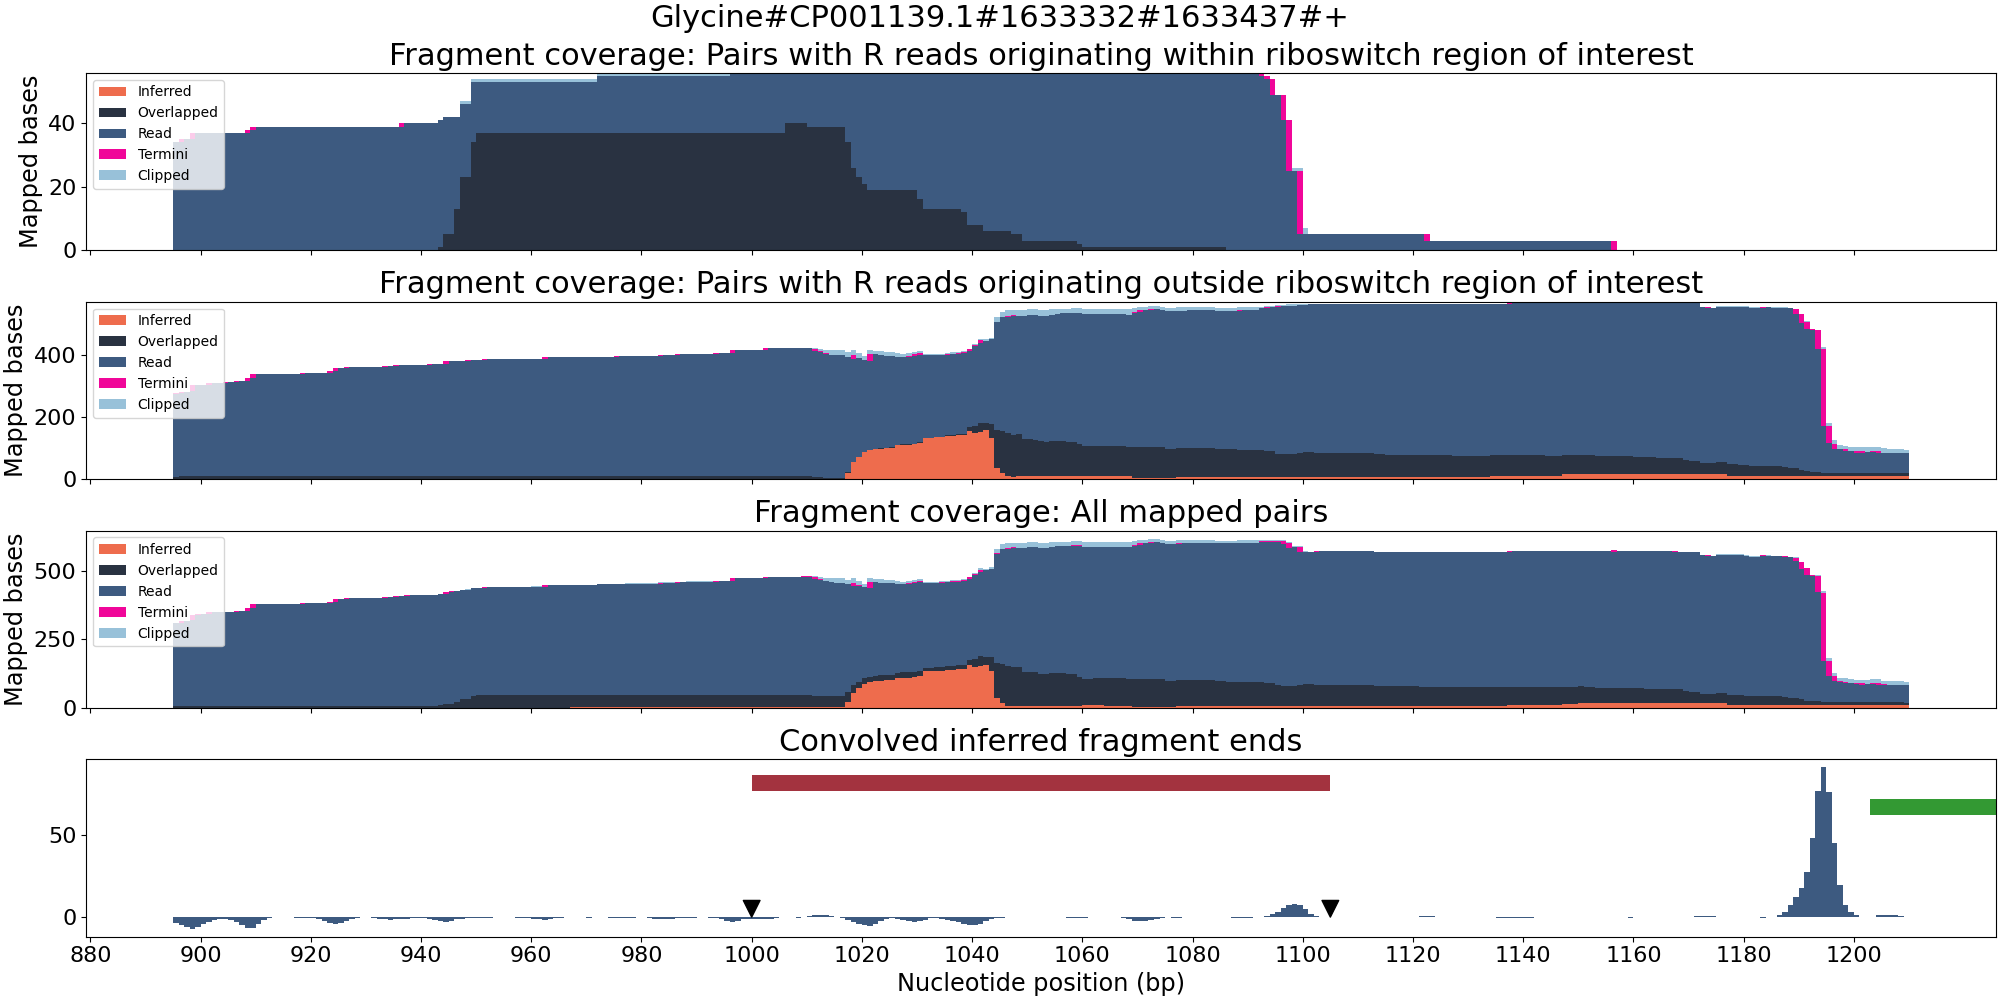 Glycine#CP001139.1#1633332#1633437#+
Fragment coverage: Pairs with R reads originating within riboswitch region of interest
Mapped bases
40
20
0
Inferred
Overlapped
Read
Termini
Clipped
Fragment coverage: Pairs with R reads originating outside riboswitch region of interest
Mapped bases
400
200
0
Inferred
Overlapped
Read
Termini
Clipped
Fragment coverage: All mapped pairs
Mapped bases
500
250
0
Inferred
Overlapped
Read
Termini
Clipped
Convolved inferred fragment ends
50
0
880 900 920 940 960 980 1000 1020 1040 1060 1080 1100 1120 1140 1160 1180 1200
Nucleotide position (bp)